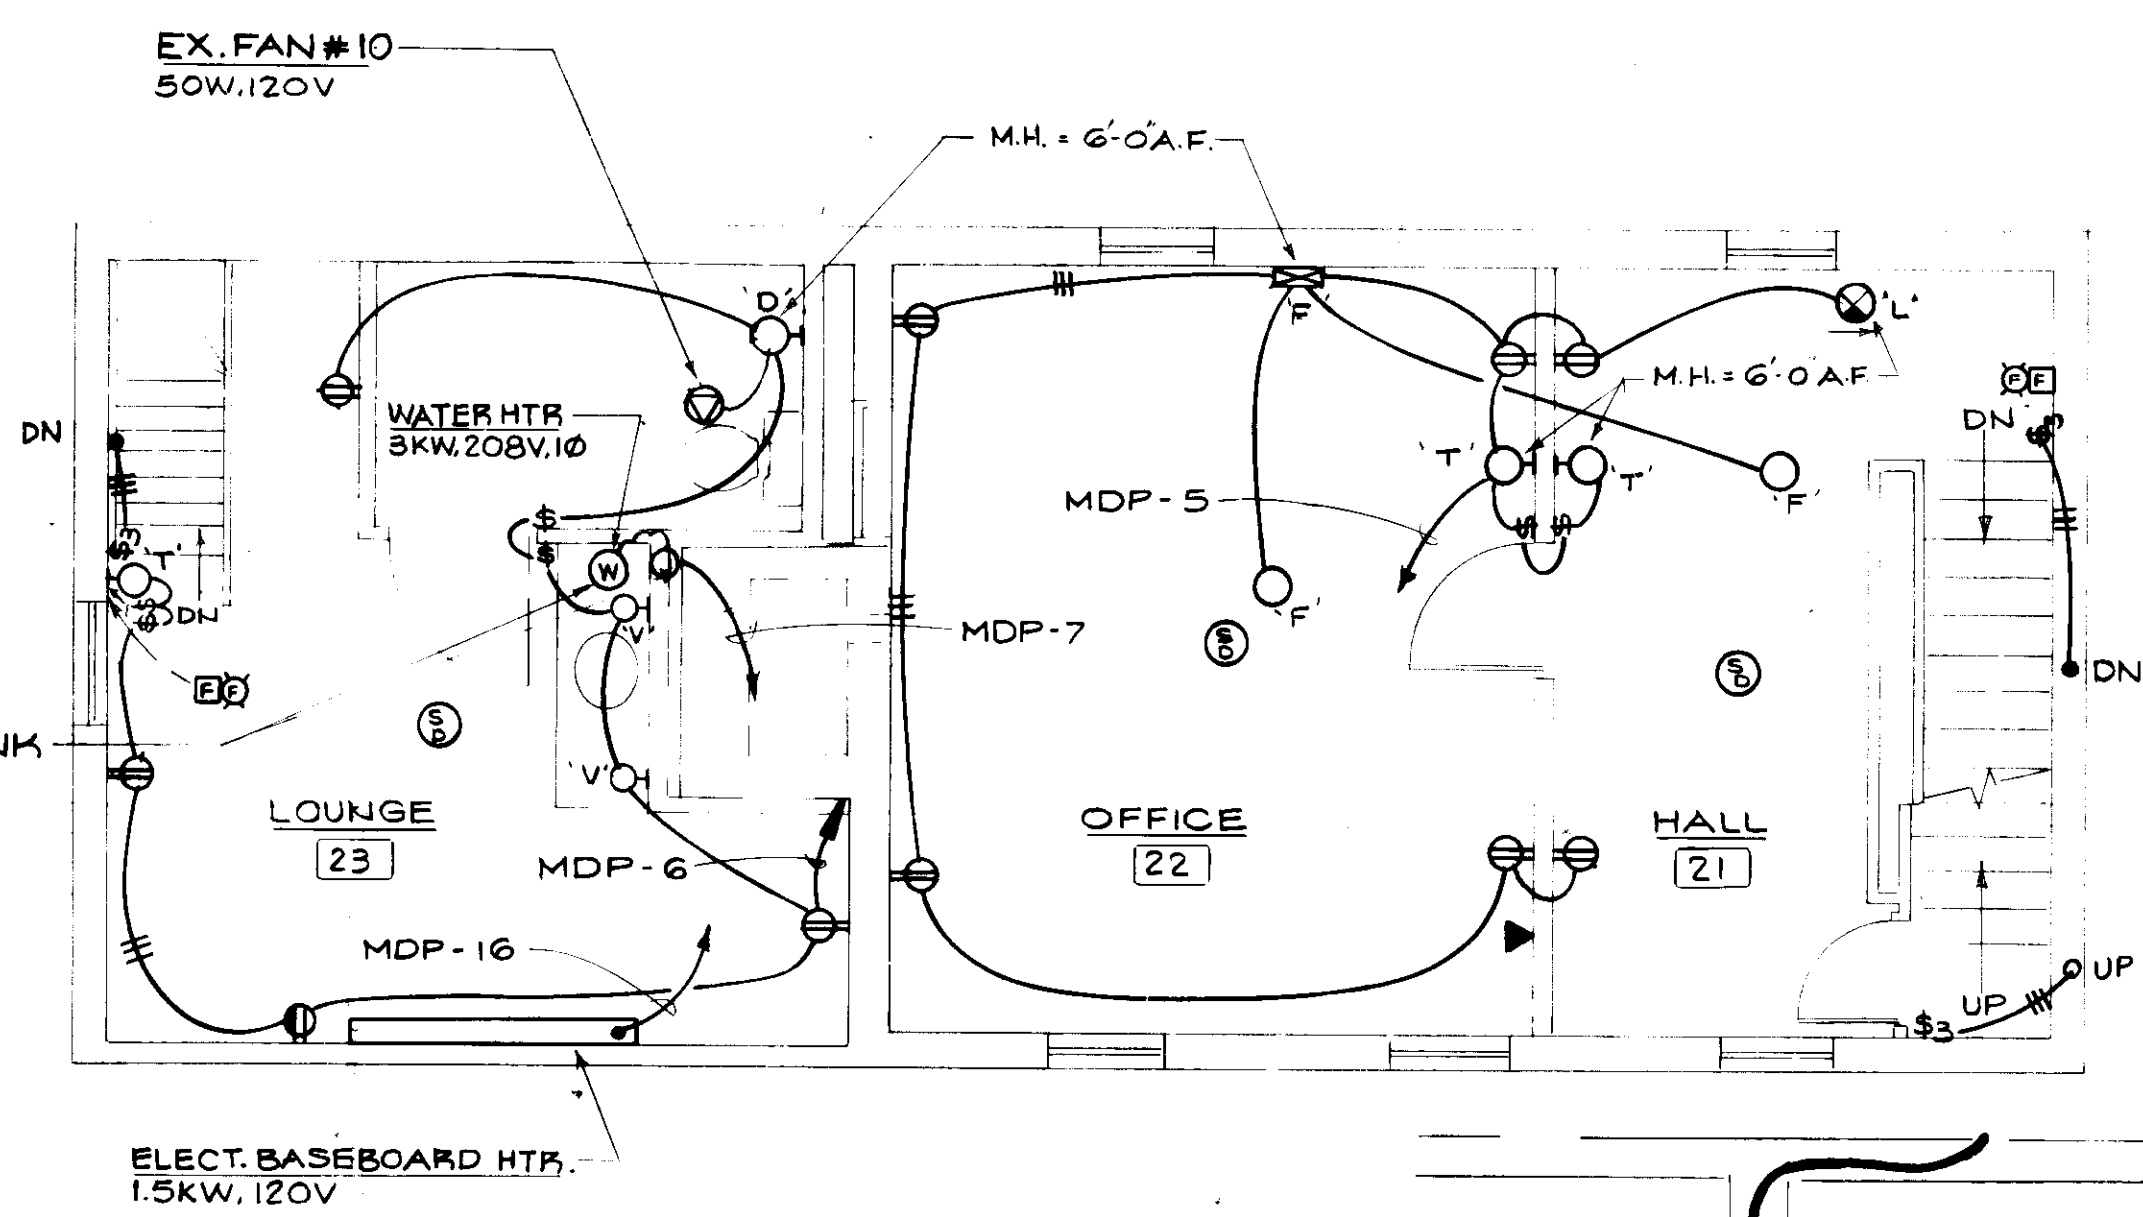 EX. FAN #10
50W, 120V
M.H. = 6'-0" A.F.
'D'
'F'
'L'
WATER HTR
3KW, 208V, 1Ø
M.H. = 6'-0" A.F.
F F
DN
$3
DN
'T'
'T'
'F'
MDP-5
$
$
$
$
W
$3
'T'
$3
DN
'V'
MDP-7
'F'
S
D
S
D
DN
F F
S
D
NK
'V'
LOUNGE
23
OFFICE
22
HALL
21
MDP-6
MDP-16
UP
UP
$3
ELECT. BASEBOARD HTR.
1.5KW, 120V